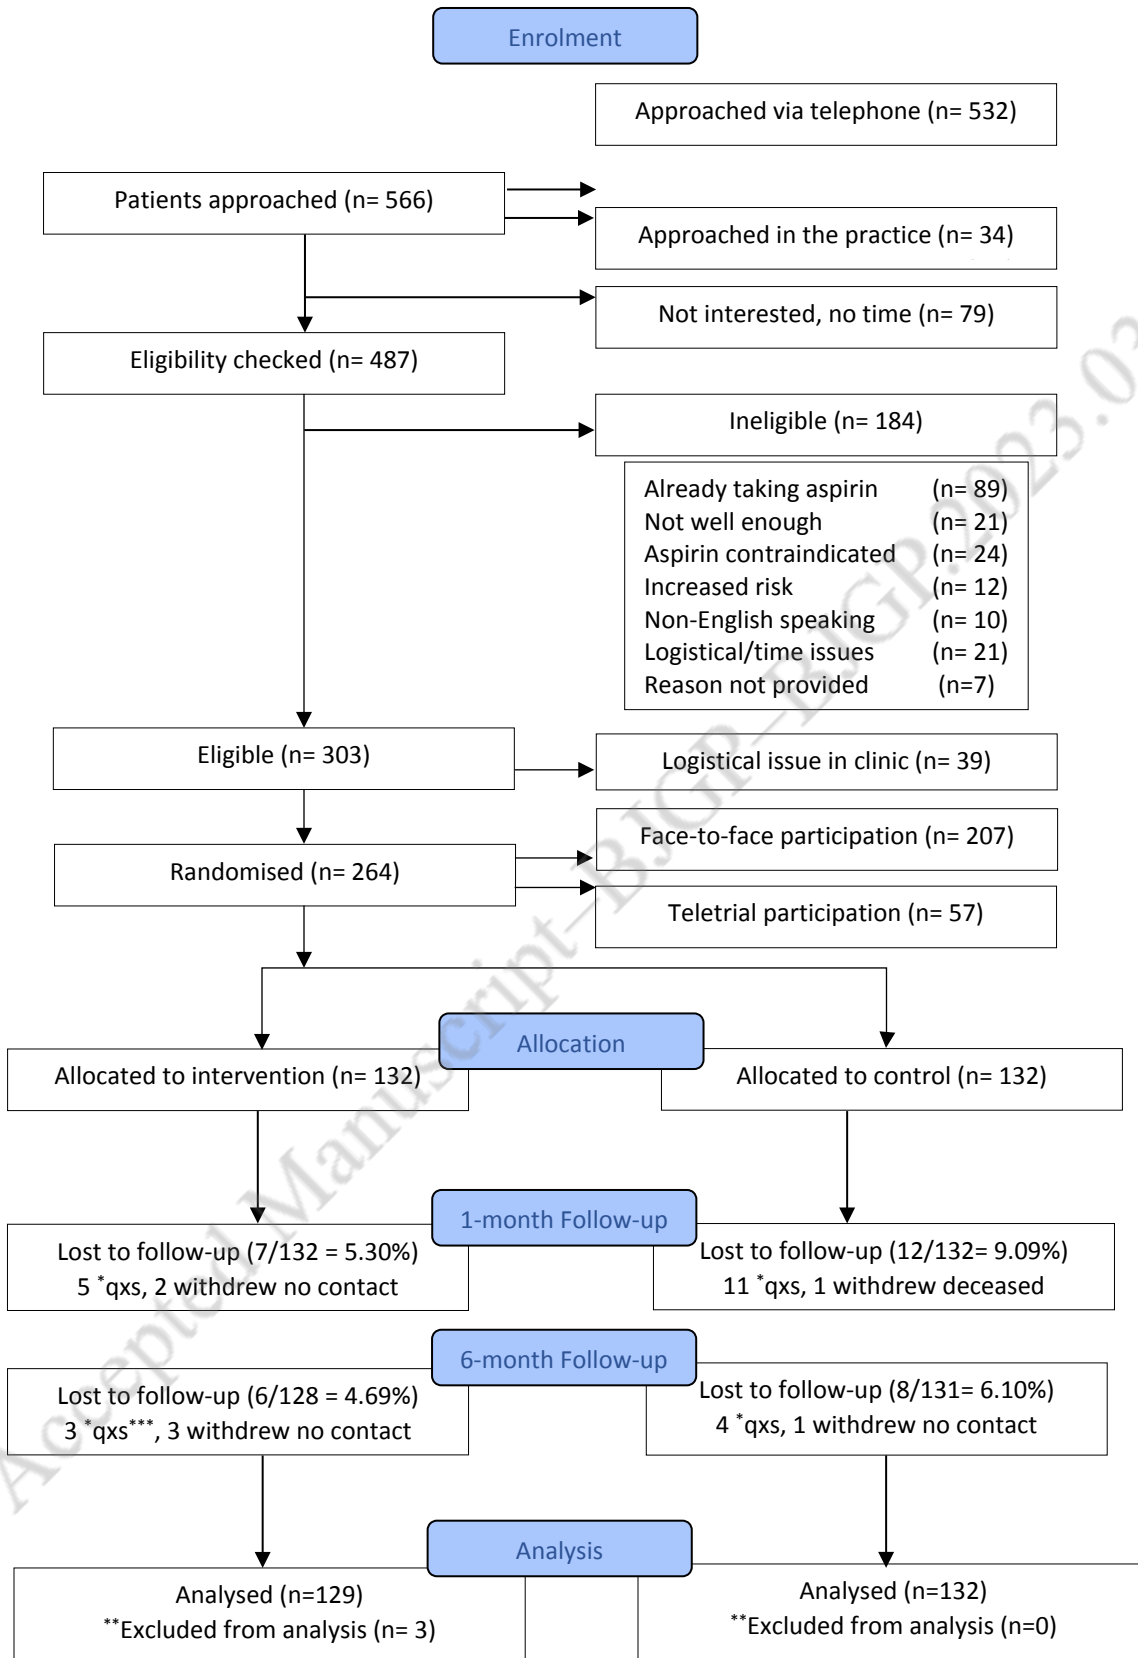 Enrolment
Approached via telephone (n= 532)
Patients approached (n= 566)
Approached in the practice (n= 34)
Not interested, no time (n= 79)
Eligibility checked (n= 487)
Ineligible (n= 184)
Already taking aspirin (n= 89)
Not well enough (n= 21)
Aspirin contraindicated (n= 24)
Increased risk (n= 12)
Non-English speaking (n= 10)
Logistical/time issues (n= 21)
Reason not provided (n=7)
Eligible (n= 303)
Logistical issue in clinic (n= 39)
Face-to-face participation (n= 207)
Randomised (n= 264)
Teletrial participation (n= 57)
Allocation
Allocated to intervention (n= 132)
Allocated to control (n= 132)
1-month Follow-up
Lost to follow-up (7/132 = 5.30%)
5 *qxs, 2 withdrew no contact
Lost to follow-up (12/132= 9.09%)
11 *qxs, 1 withdrew deceased
6-month Follow-up
Lost to follow-up (6/128 = 4.69%)
3 *qxs***, 3 withdrew no contact
Lost to follow-up (8/131= 6.10%)
4 *qxs, 1 withdrew no contact
Analysis
Analysed (n=129)
**Excluded from analysis (n= 3)
Analysed (n=132)
**Excluded from analysis (n=0)
Accepted Manuscript–BJGP–BJGP.2023.03